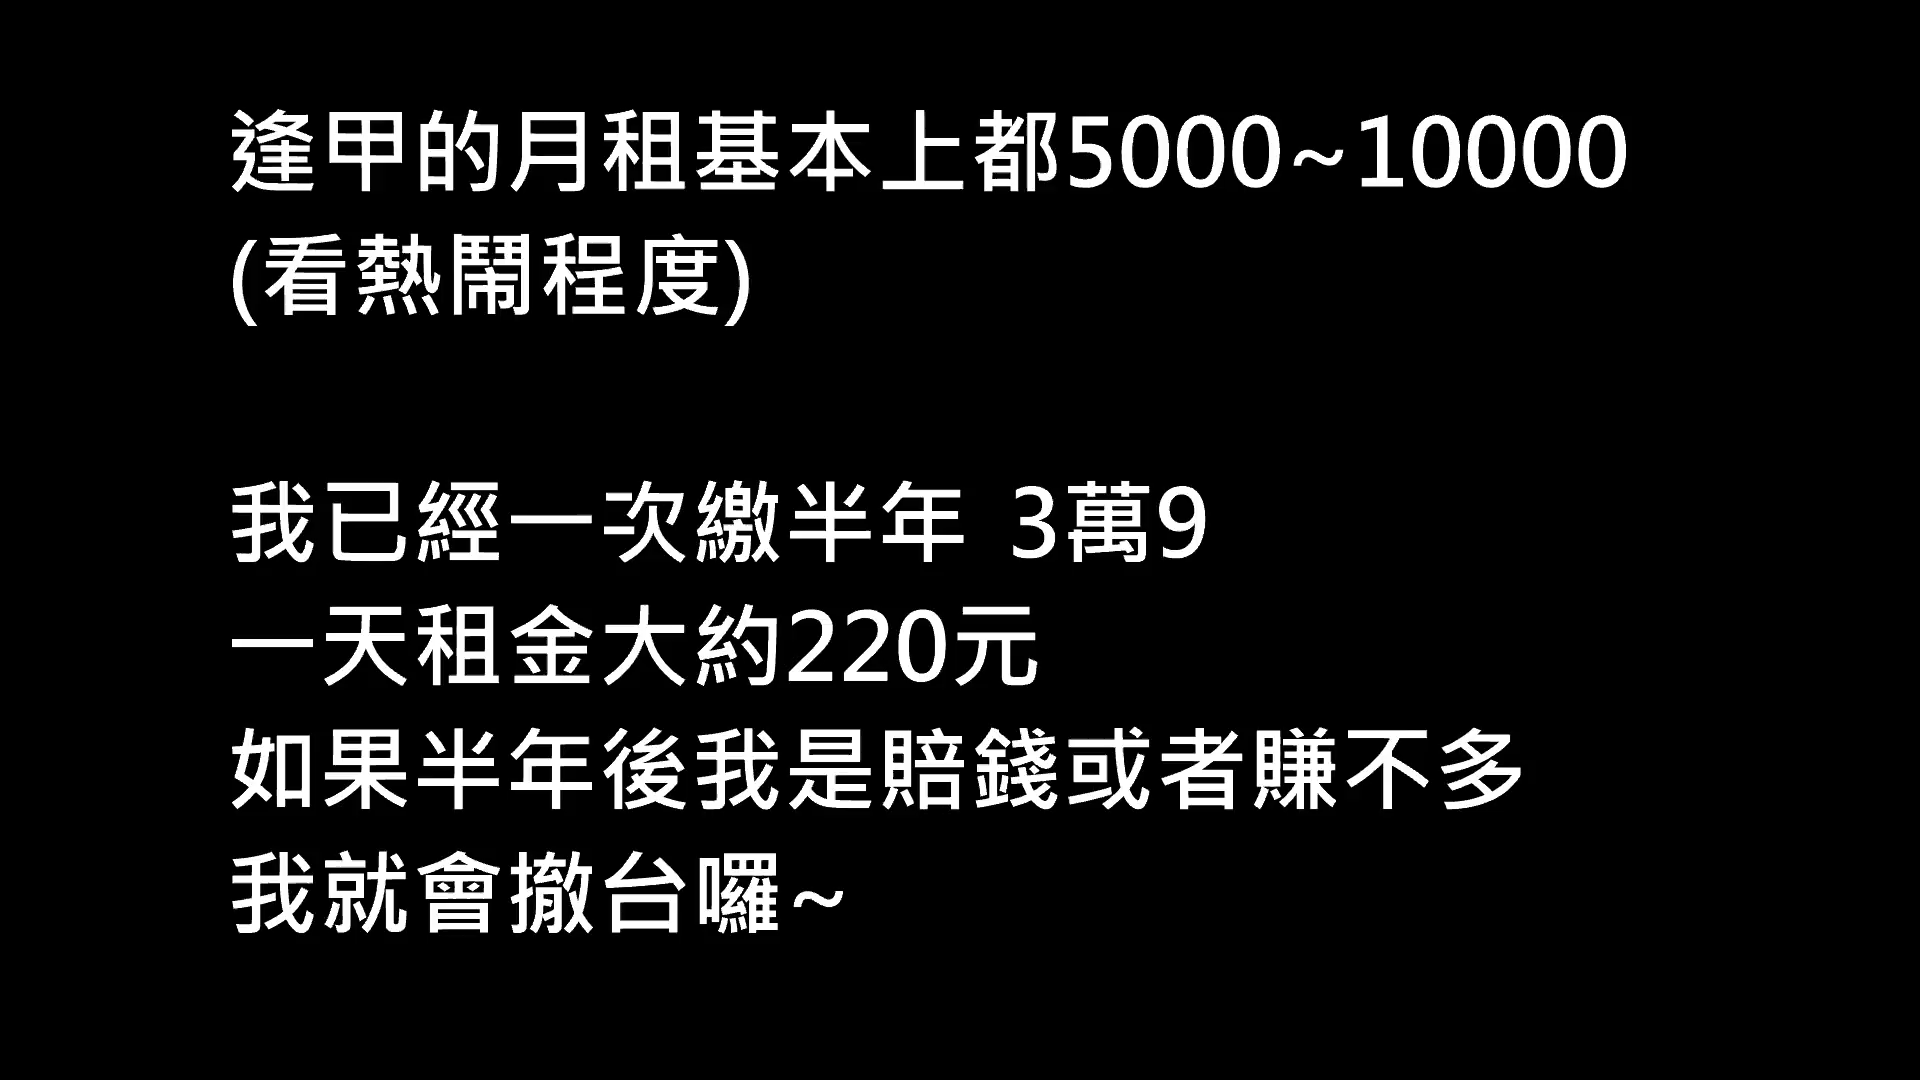 逢甲的月租基本上都5000~10000
(看熱鬧程度)
我已經一次繳半年 3萬9
一天租金大約220元
如果半年後我是賠錢或者賺不多
我就會撤台囉~